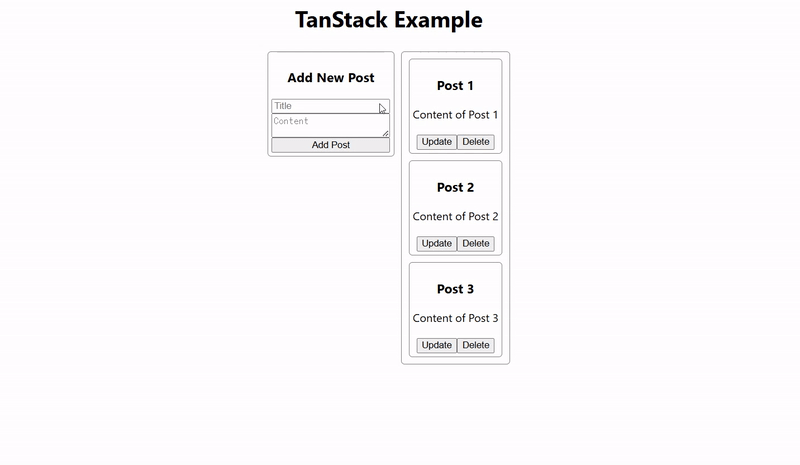 TanStack Example
Add New Post
Title
Content
Add Post
Post 1
Content of Post 1
Update Delete
Post 2
Content of Post 2
Update Delete
Post 3
Content of Post 3
Update Delete